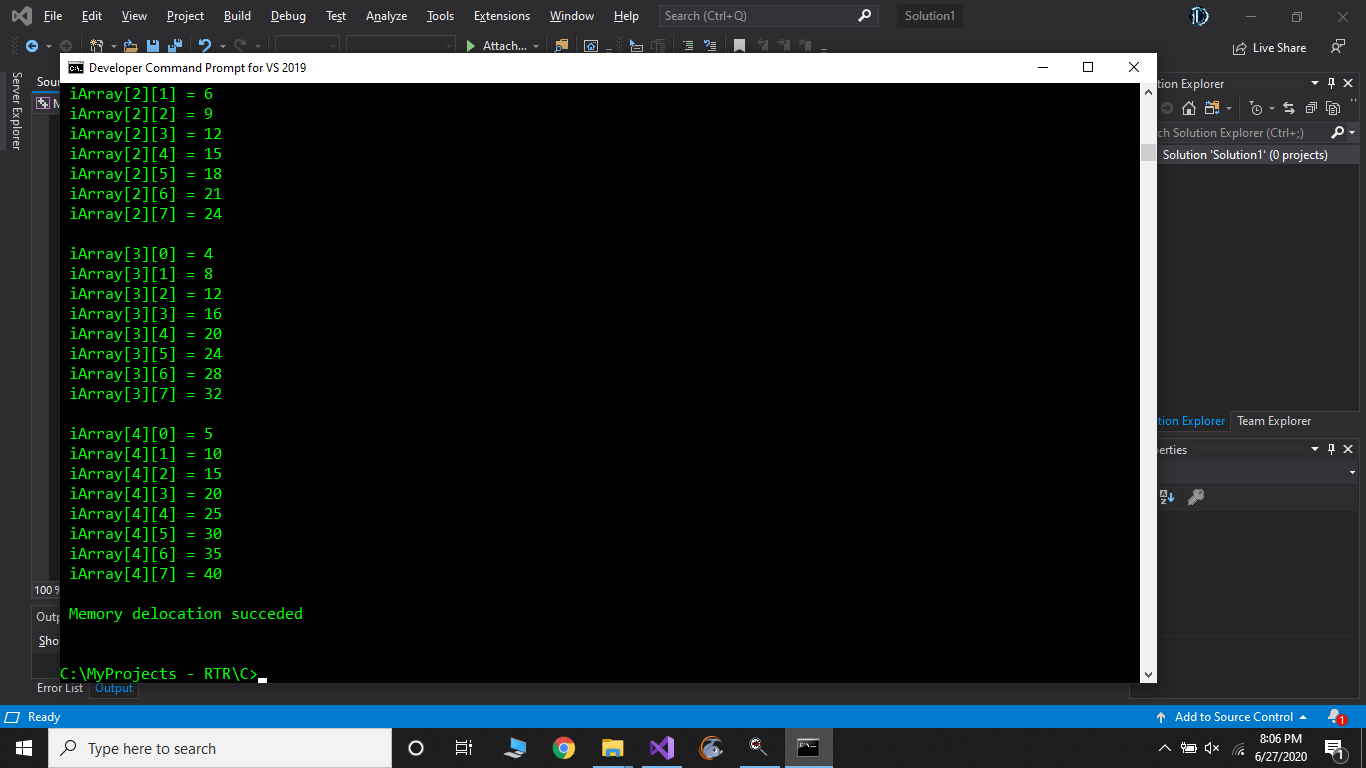 File Edit View Project Build Debug Test Analyze Tools Extensions Window Help Search (Ctrl+Q) Solution1
Attach... Live Share
Developer Command Prompt for VS 2019
Server Explorer
iArray[2][1] = 6
iArray[2][2] = 9
iArray[2][3] = 12
iArray[2][4] = 15
iArray[2][5] = 18
iArray[2][6] = 21
iArray[2][7] = 24
iArray[3][0] = 4
iArray[3][1] = 8
iArray[3][2] = 12
iArray[3][3] = 16
iArray[3][4] = 20
iArray[3][5] = 24
iArray[3][6] = 28
iArray[3][7] = 32
iArray[4][0] = 5
iArray[4][1] = 10
iArray[4][2] = 15
iArray[4][3] = 20
iArray[4][4] = 25
iArray[4][5] = 30
iArray[4][6] = 35
iArray[4][7] = 40
Memory delocation succeded
C:\MyProjects - RTR\C>
tion Explorer
ch Solution Explorer (Ctrl+;)
Solution 'Solution1' (0 projects)
tion Explorer Team Explorer
erties
Sour
100 %
Outp
Sho
Error List Output
Ready Add to Source Control 1
Type here to search
8:06 PM
6/27/2020
1